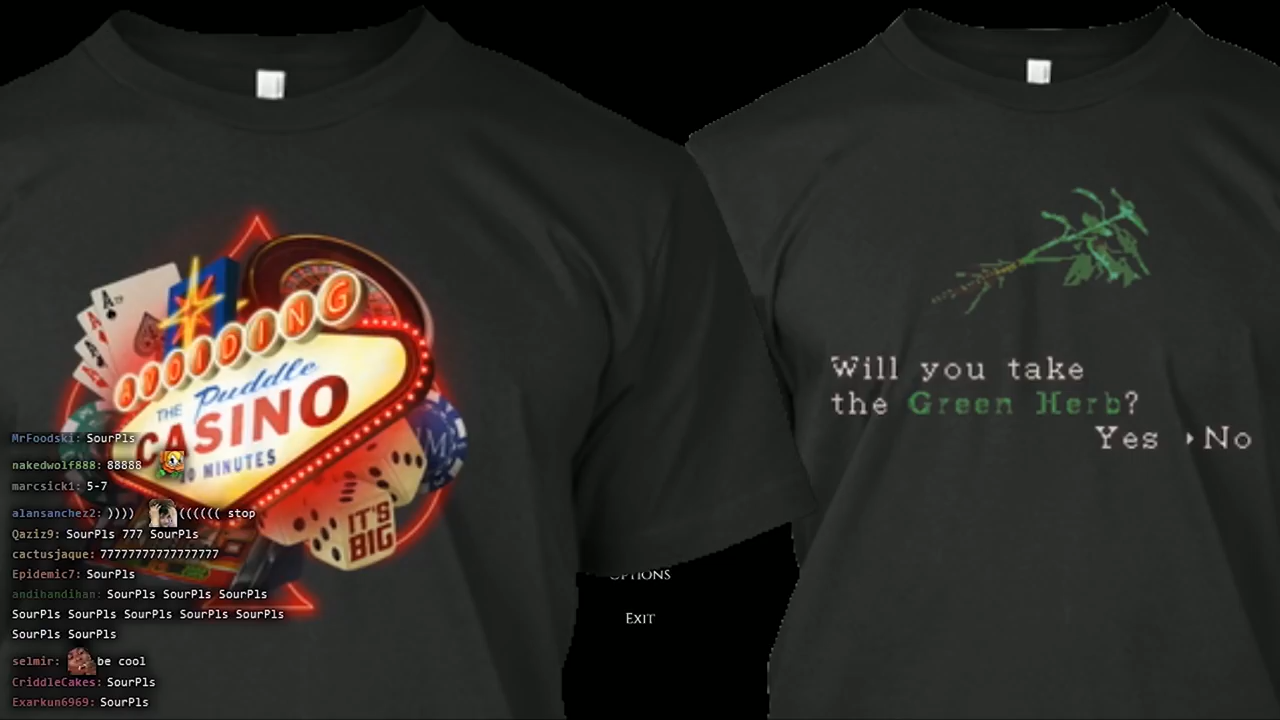 AVOIDING
THE Puddle
CASINO
MINUTES
IT'S
BIG
Will you take
the Green Herb?
Yes No
OPTIONS
EXIT
MrFoodski: SourPls
nakedwolf888: 88888
marcsick1: 5-7
alansanchez2: )))) (((((( stop
Qaziz9: SourPls 777 SourPls
cactusjaque: 77777777777777777
Epidemic7: SourPls
andihandihan: SourPls SourPls SourPls
SourPls SourPls SourPls SourPls SourPls
SourPls SourPls
selmir: be cool
CriddleCakes: SourPls
Exarkun6969: SourPls